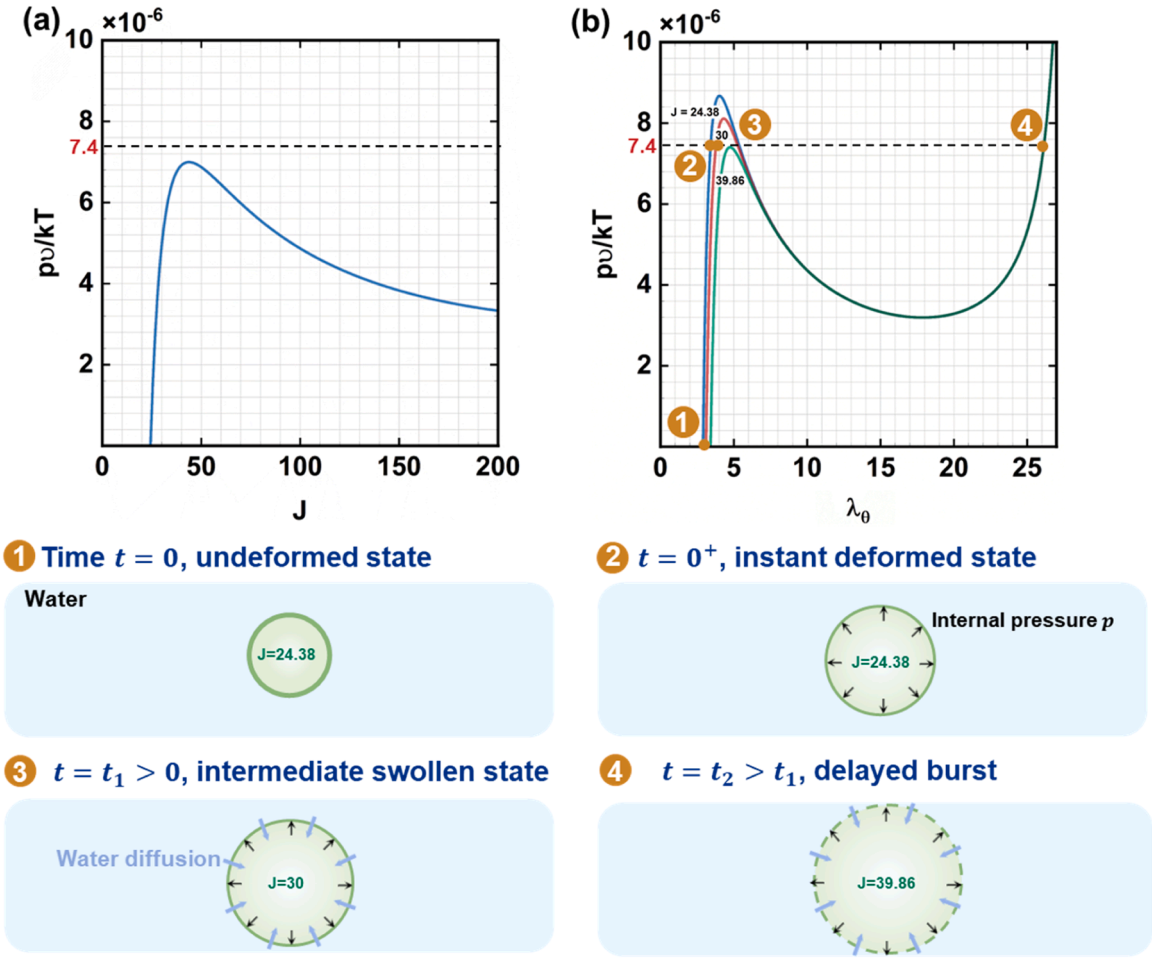 (a)
×10⁻⁶
10
8
7.4
6
4
2
pυ/kT
0 50 100 150 200
J
(b)
×10⁻⁶
10
8
7.4
6
4
2
pυ/kT
J = 24.38
30
39.86
1
2
3
4
0 5 10 15 20 25
λθ
1 Time t = 0, undeformed state
Water
J=24.38
2 t = 0⁺, instant deformed state
Internal pressure p
J=24.38
3 t = t₁ > 0, intermediate swollen state
Water diffusion
J=30
4 t = t₂ > t₁, delayed burst
J=39.86